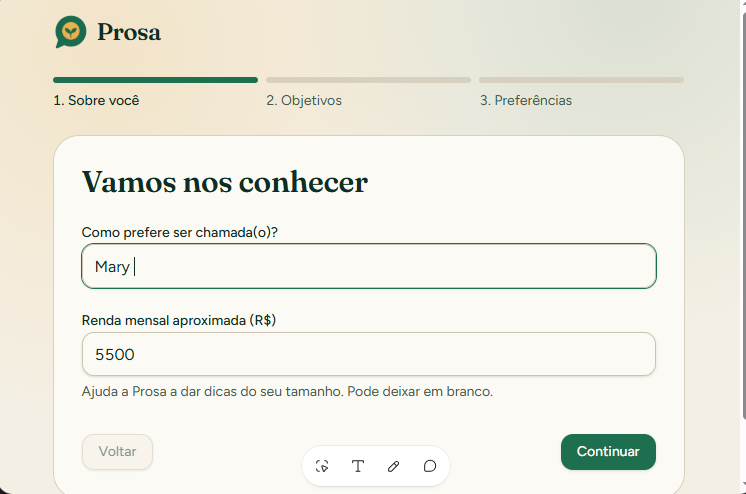 Prosa
1. Sobre você
2. Objetivos
3. Preferências
Vamos nos conhecer
Como prefere ser chamada(o)?
Mary
Renda mensal aproximada (R$)
5500
Ajuda a Prosa a dar dicas do seu tamanho. Pode deixar em branco.
Voltar
T
Continuar